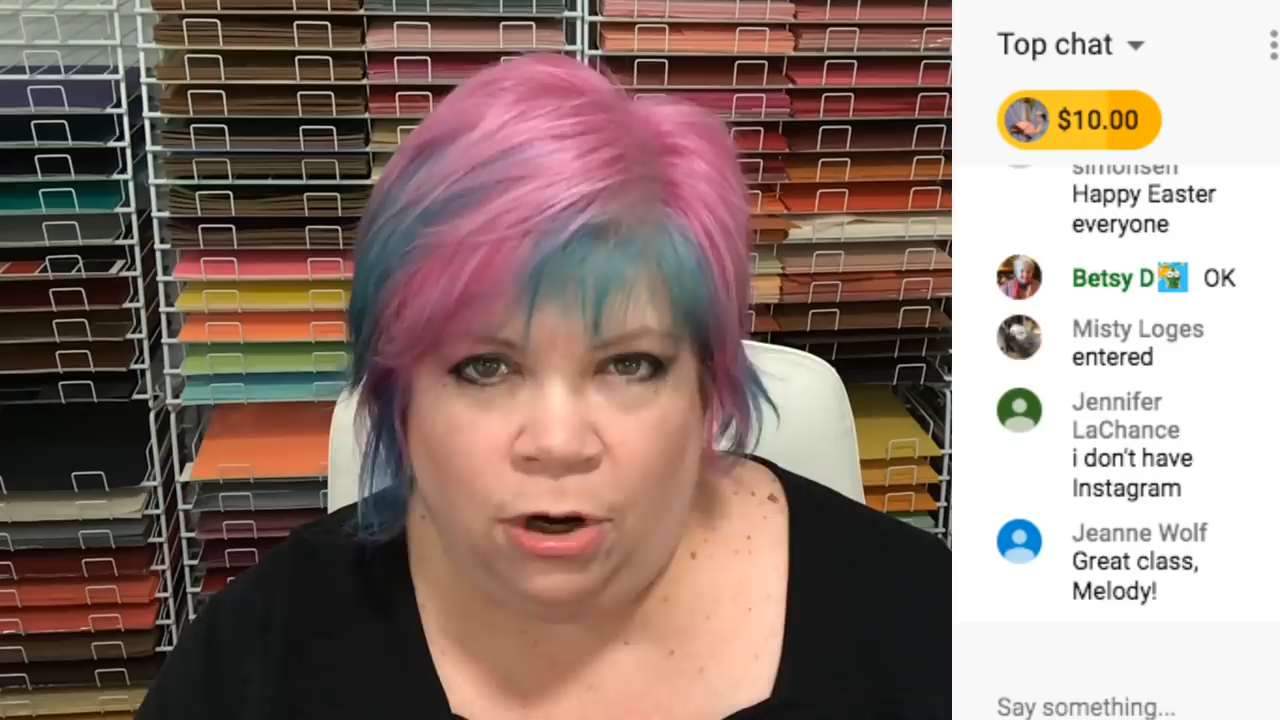 Top chat
$10.00
simonsen
Happy Easter
everyone
Betsy D OK
Misty Loges
entered
Jennifer
LaChance
i don't have
Instagram
Jeanne Wolf
Great class,
Melody!
Say something...